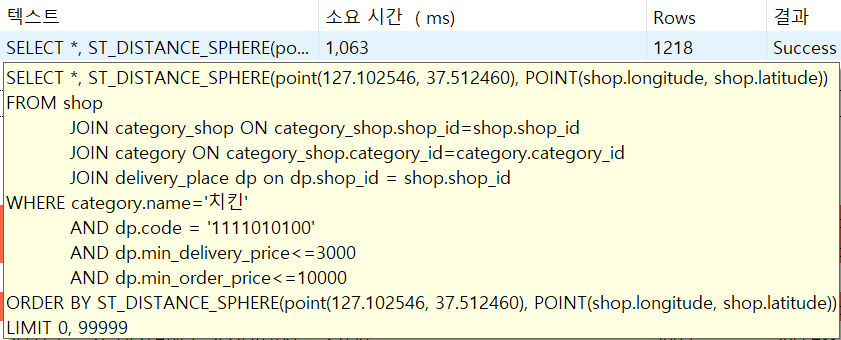 텍스트 소요 시간 ( ms) Rows 결과
SELECT *, ST_DISTANCE_SPHERE(po... 1,063 1218 Success
SELECT *, ST_DISTANCE_SPHERE(point(127.102546, 37.512460), POINT(shop.longitude, shop.latitude))
FROM shop
JOIN category_shop ON category_shop.shop_id=shop.shop_id
JOIN category ON category_shop.category_id=category.category_id
JOIN delivery_place dp on dp.shop_id = shop.shop_id
WHERE category.name='치킨'
AND dp.code = '1111010100'
AND dp.min_delivery_price<=3000
AND dp.min_order_price<=10000
ORDER BY ST_DISTANCE_SPHERE(point(127.102546, 37.512460), POINT(shop.longitude, shop.latitude))
LIMIT 0, 99999